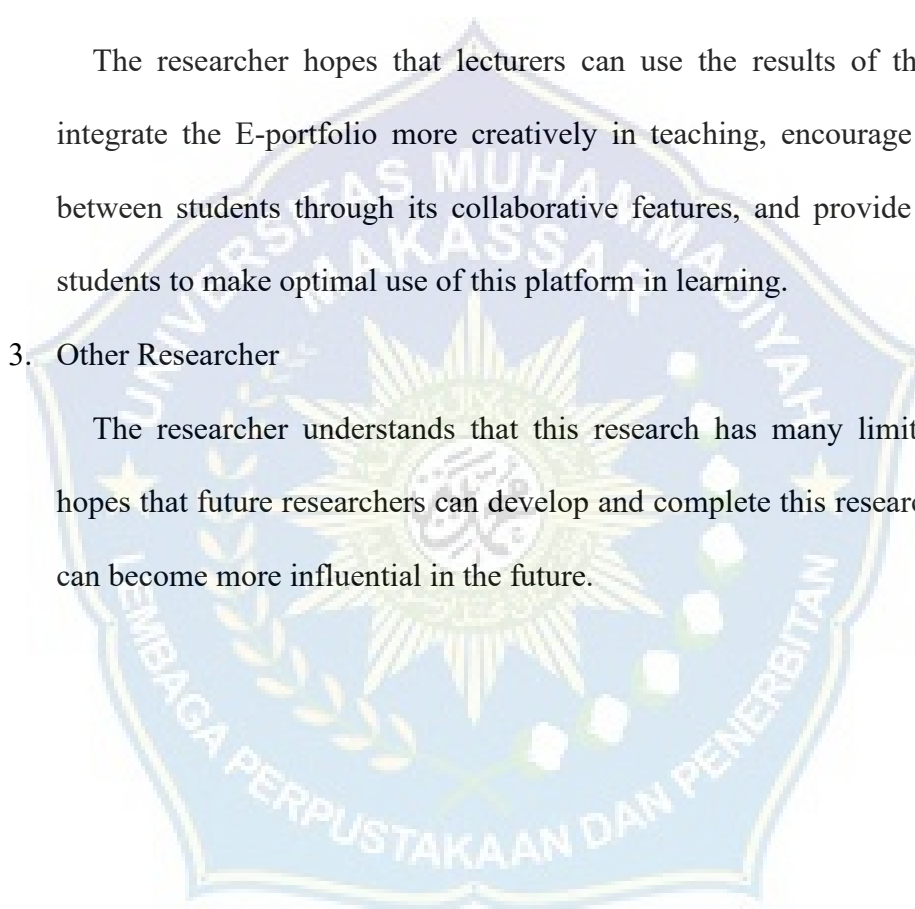 The researcher hopes that lecturers can use the results of th
integrate the E-portfolio more creatively in teaching, encourage
between students through its collaborative features, and provide
students to make optimal use of this platform in learning.
3. Other Researcher
The researcher understands that this research has many limit
hopes that future researchers can develop and complete this resear
can become more influential in the future.
UNIVERSITAS MUHAMMADIYAH
MAKASSAR
LEMBAGA PERPUSTAKAAN DAN PENERBITAN